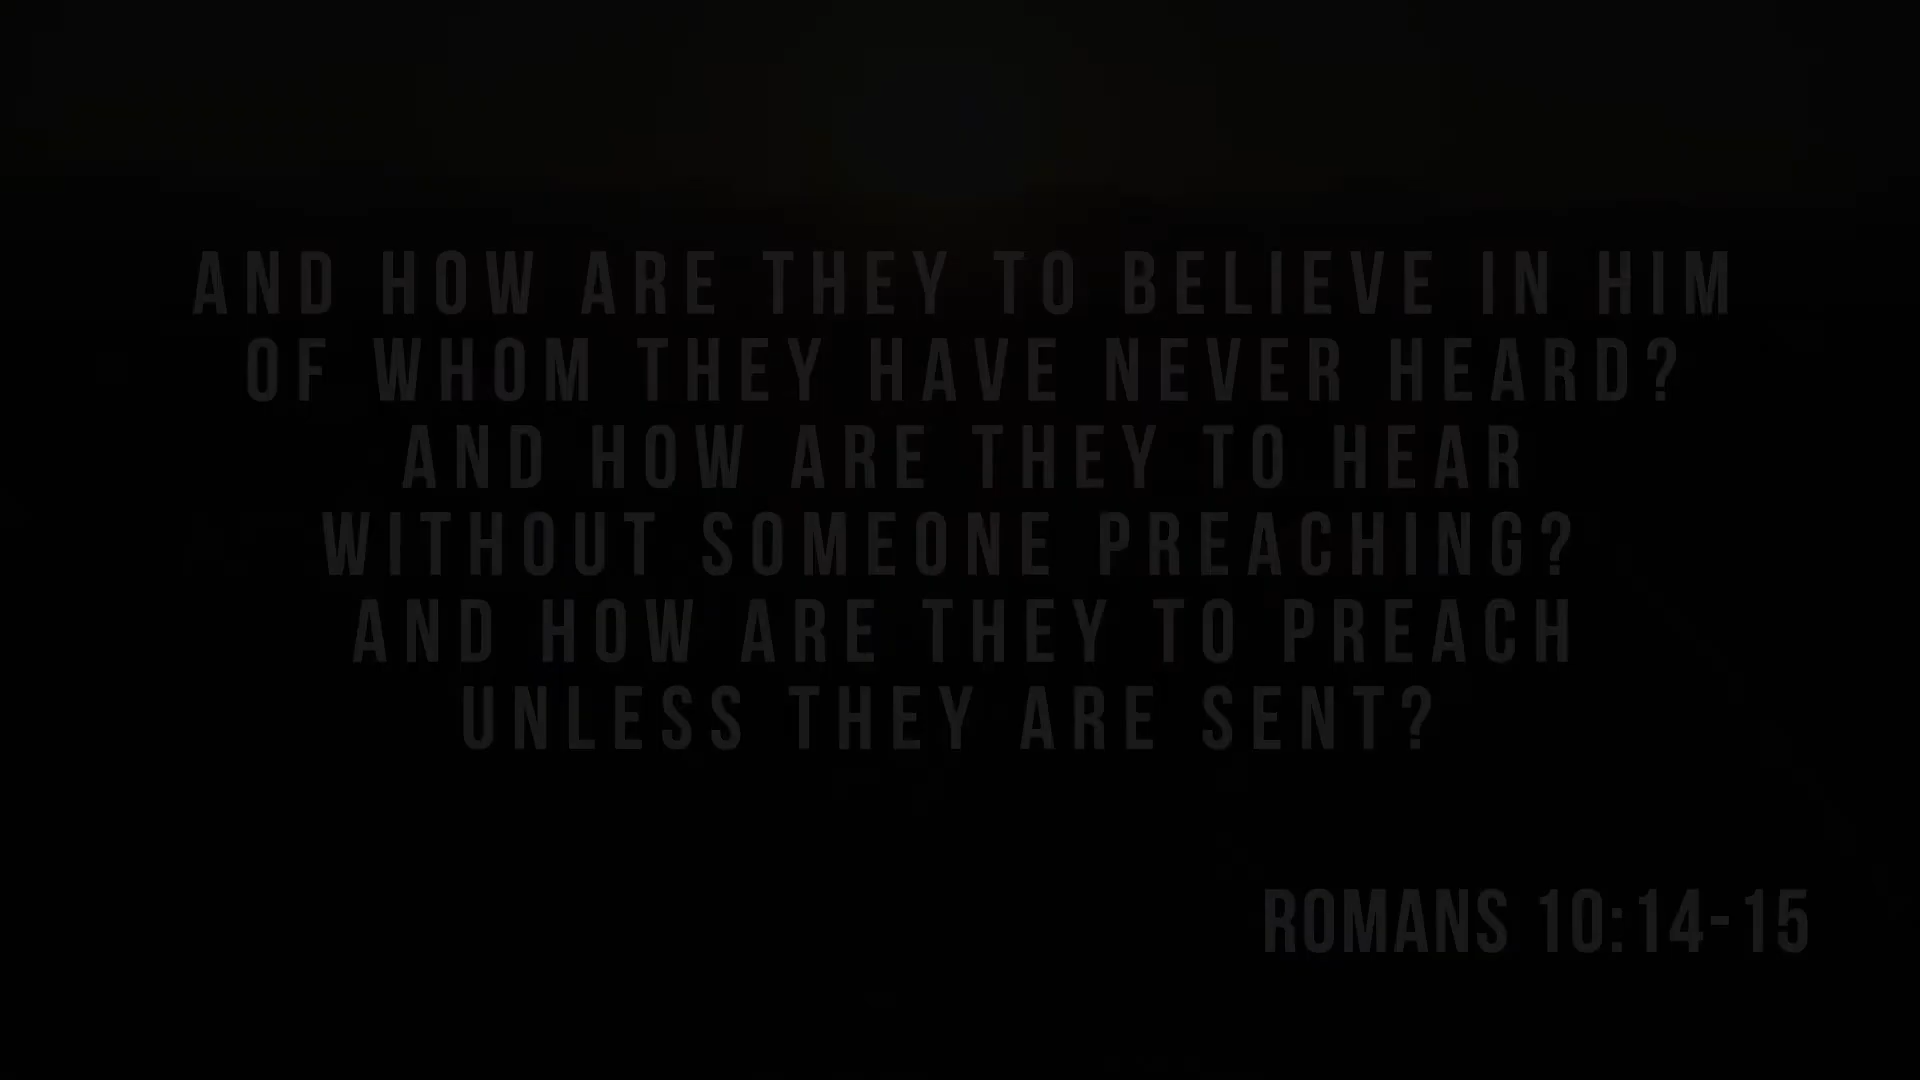 AND HOW ARE THEY TO BELIEVE IN HIM
OF WHOM THEY HAVE NEVER HEARD?
AND HOW ARE THEY TO HEAR
WITHOUT SOMEONE PREACHING?
AND HOW ARE THEY TO PREACH
UNLESS THEY ARE SENT?
ROMANS 10:14-15